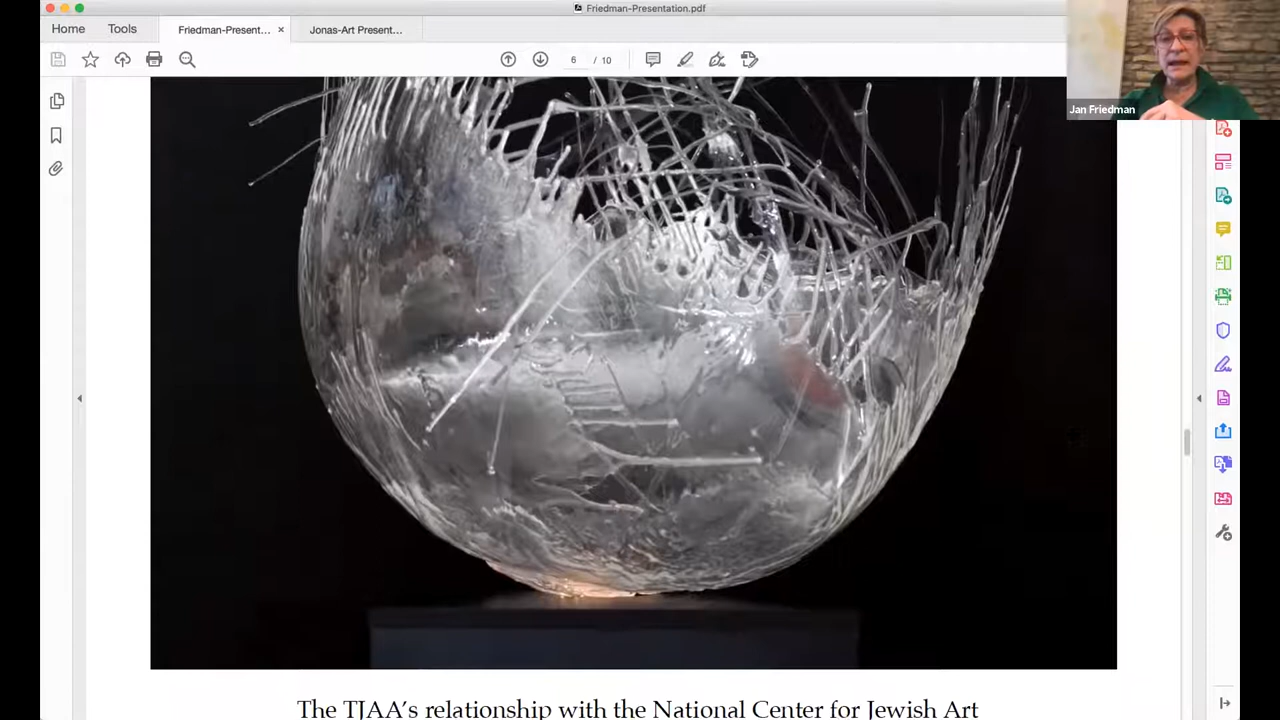 Friedman-Presentation.pdf
Home
Tools
Friedman-Present...
×
Jonas-Art Present...
6
/ 10
Jan Friedman
The TJAA's relationship with the National Center for Jewish Art